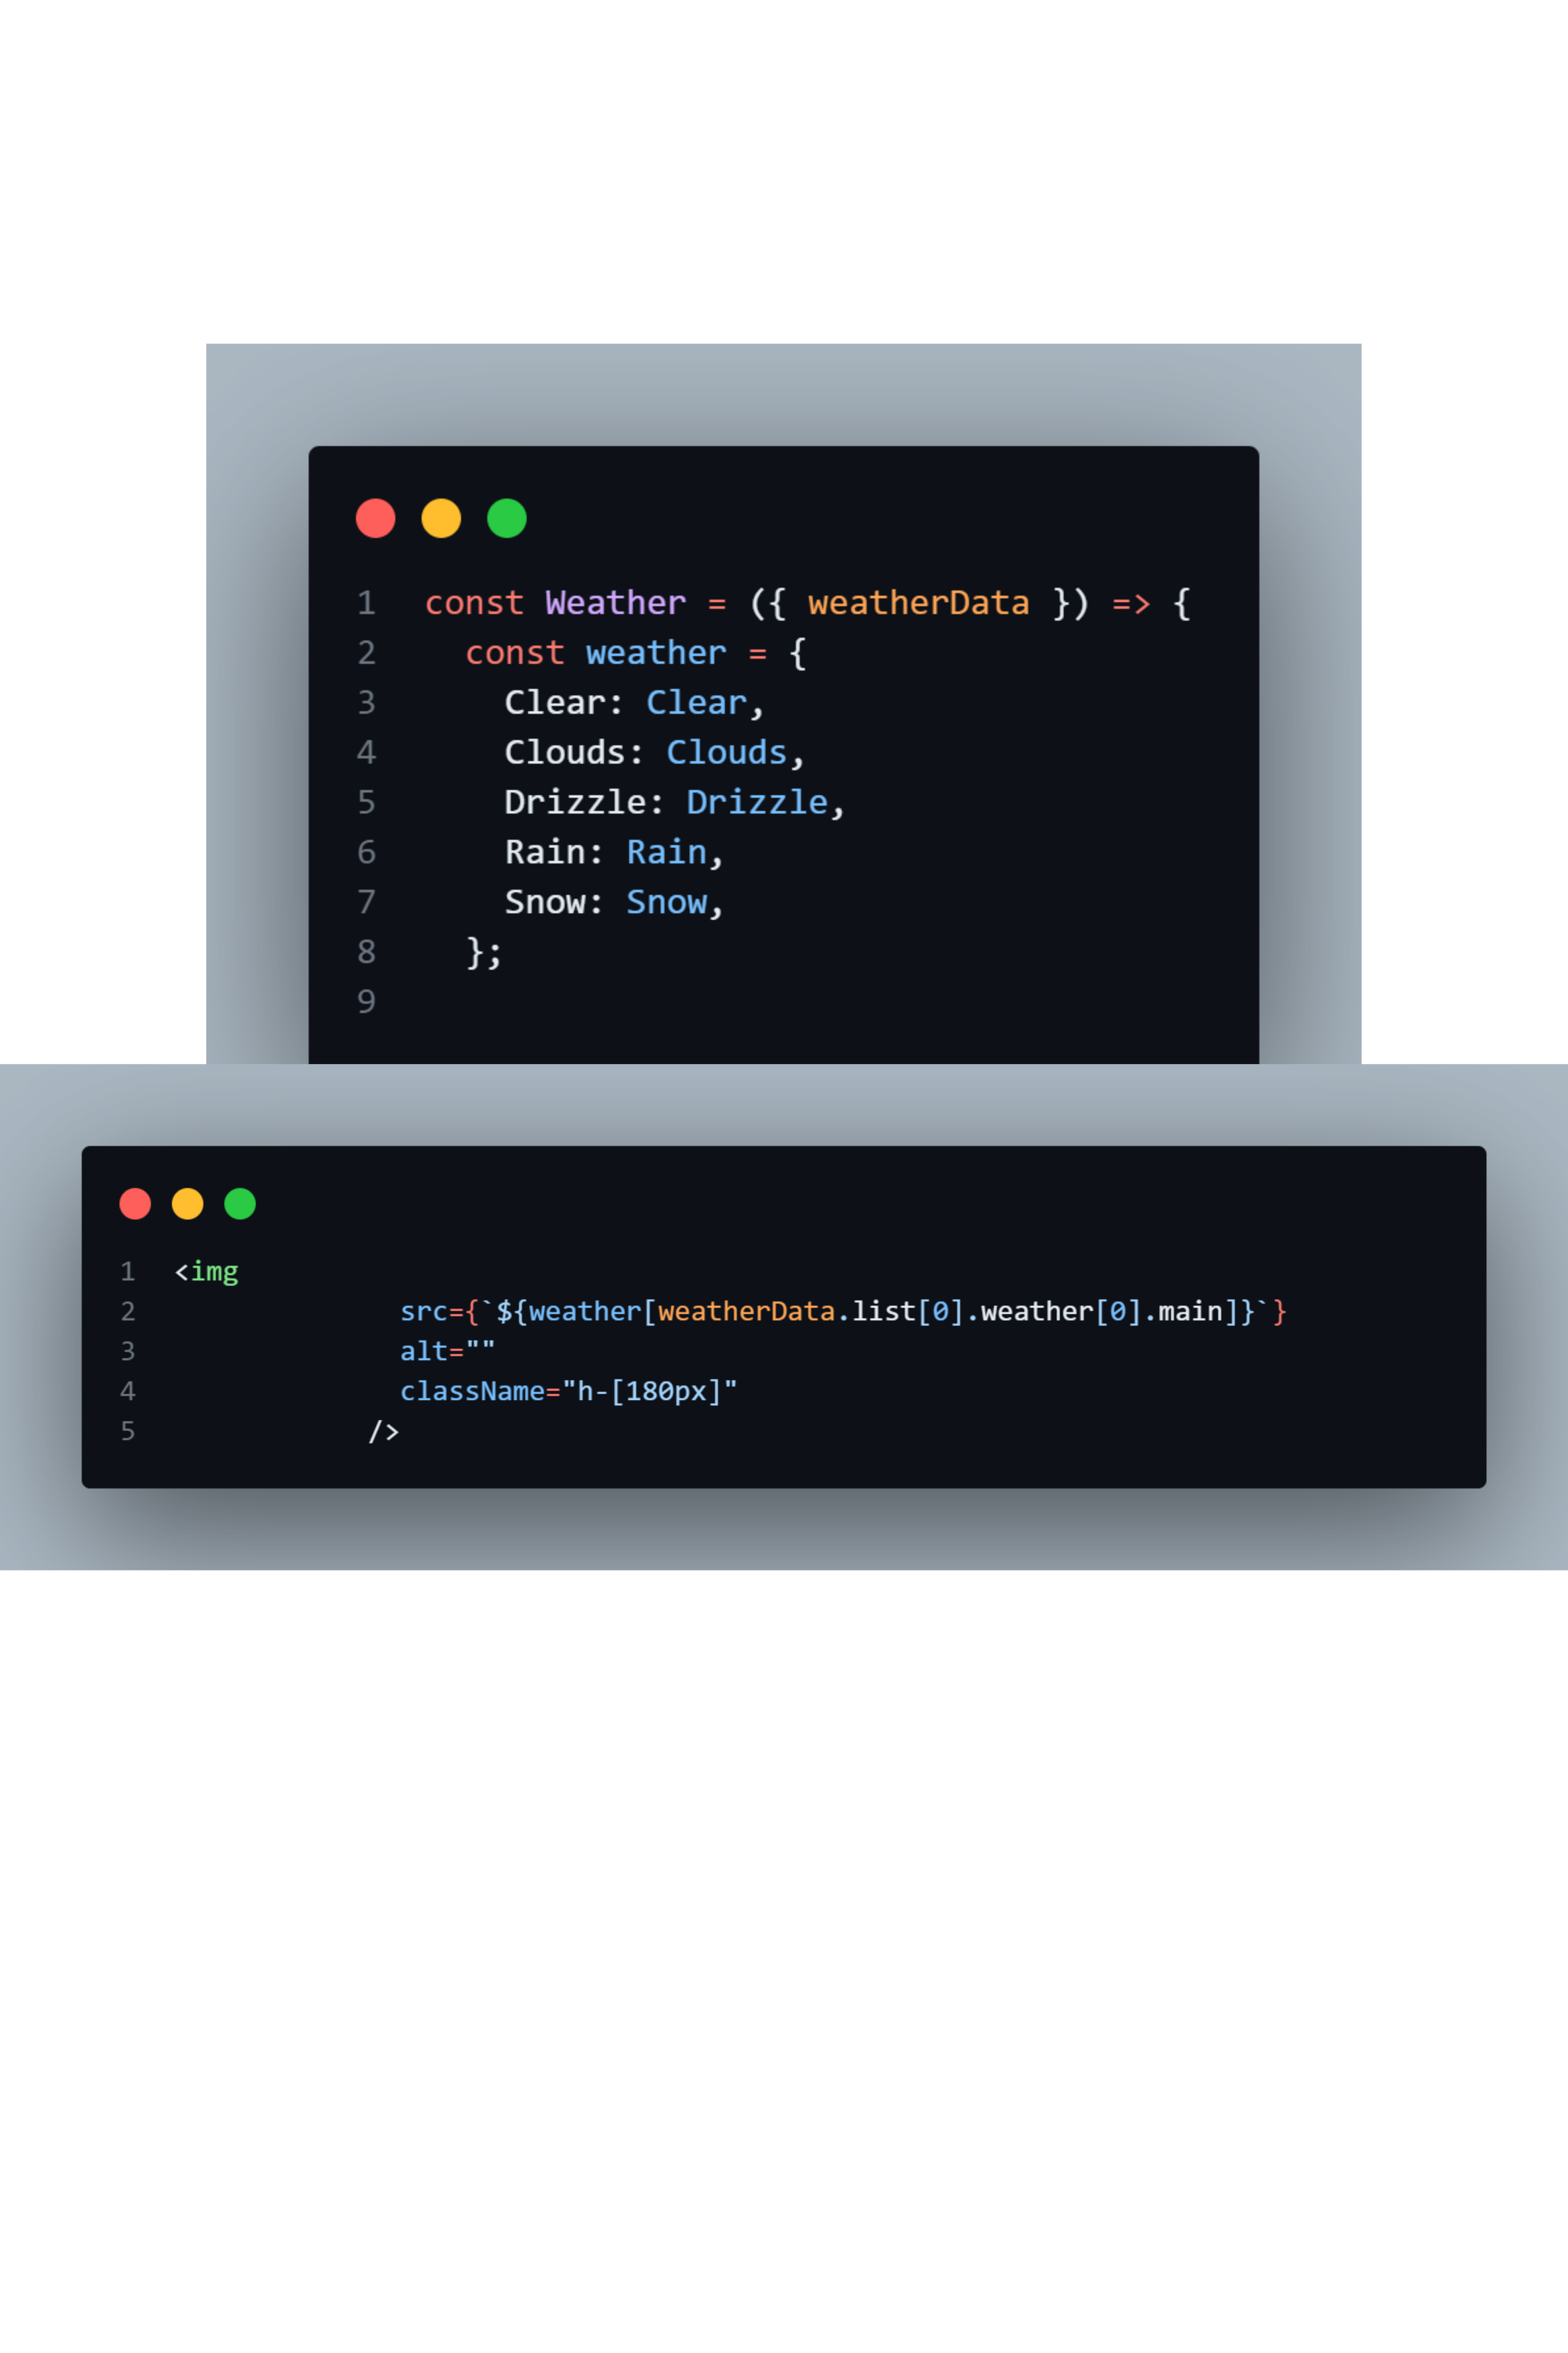 1 const Weather = ({ weatherData }) => {
2   const weather = {
3     Clear: Clear,
4     Clouds: Clouds,
5     Drizzle: Drizzle,
6     Rain: Rain,
7     Snow: Snow,
8   };
9
1 <img
2               src={`${weather[weatherData.list[0].weather[0].main]}`}
3               alt=""
4               className="h-[180px]"
5             />